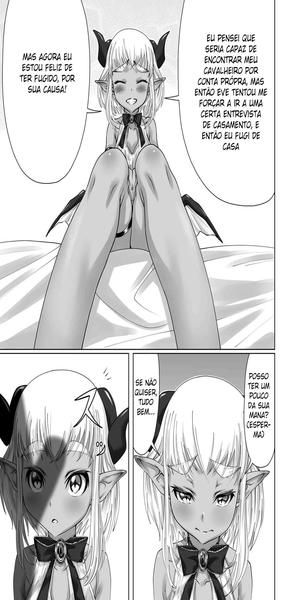 EU PENSEI QUE
SERIA CAPAZ DE
ENCONTRAR MEU
CAVALHEIRO POR
CONTA PRÓPRIA, MAS
ENTÃO EVE TENTOU ME
FORÇAR A IR A UMA
CERTA ENTREVISTA
DE CASAMENTO, E
ENTÃO EU FUGI DE
CASA
MAS AGORA EU
ESTOU FELIZ DE
TER FUGIDO, POR
SUA CAUSA!
POSSO
TER UM
POUCO
DA SUA
MANA?
(ESPER-
MA)
SE NÃO
QUISER,
TUDO
BEM...